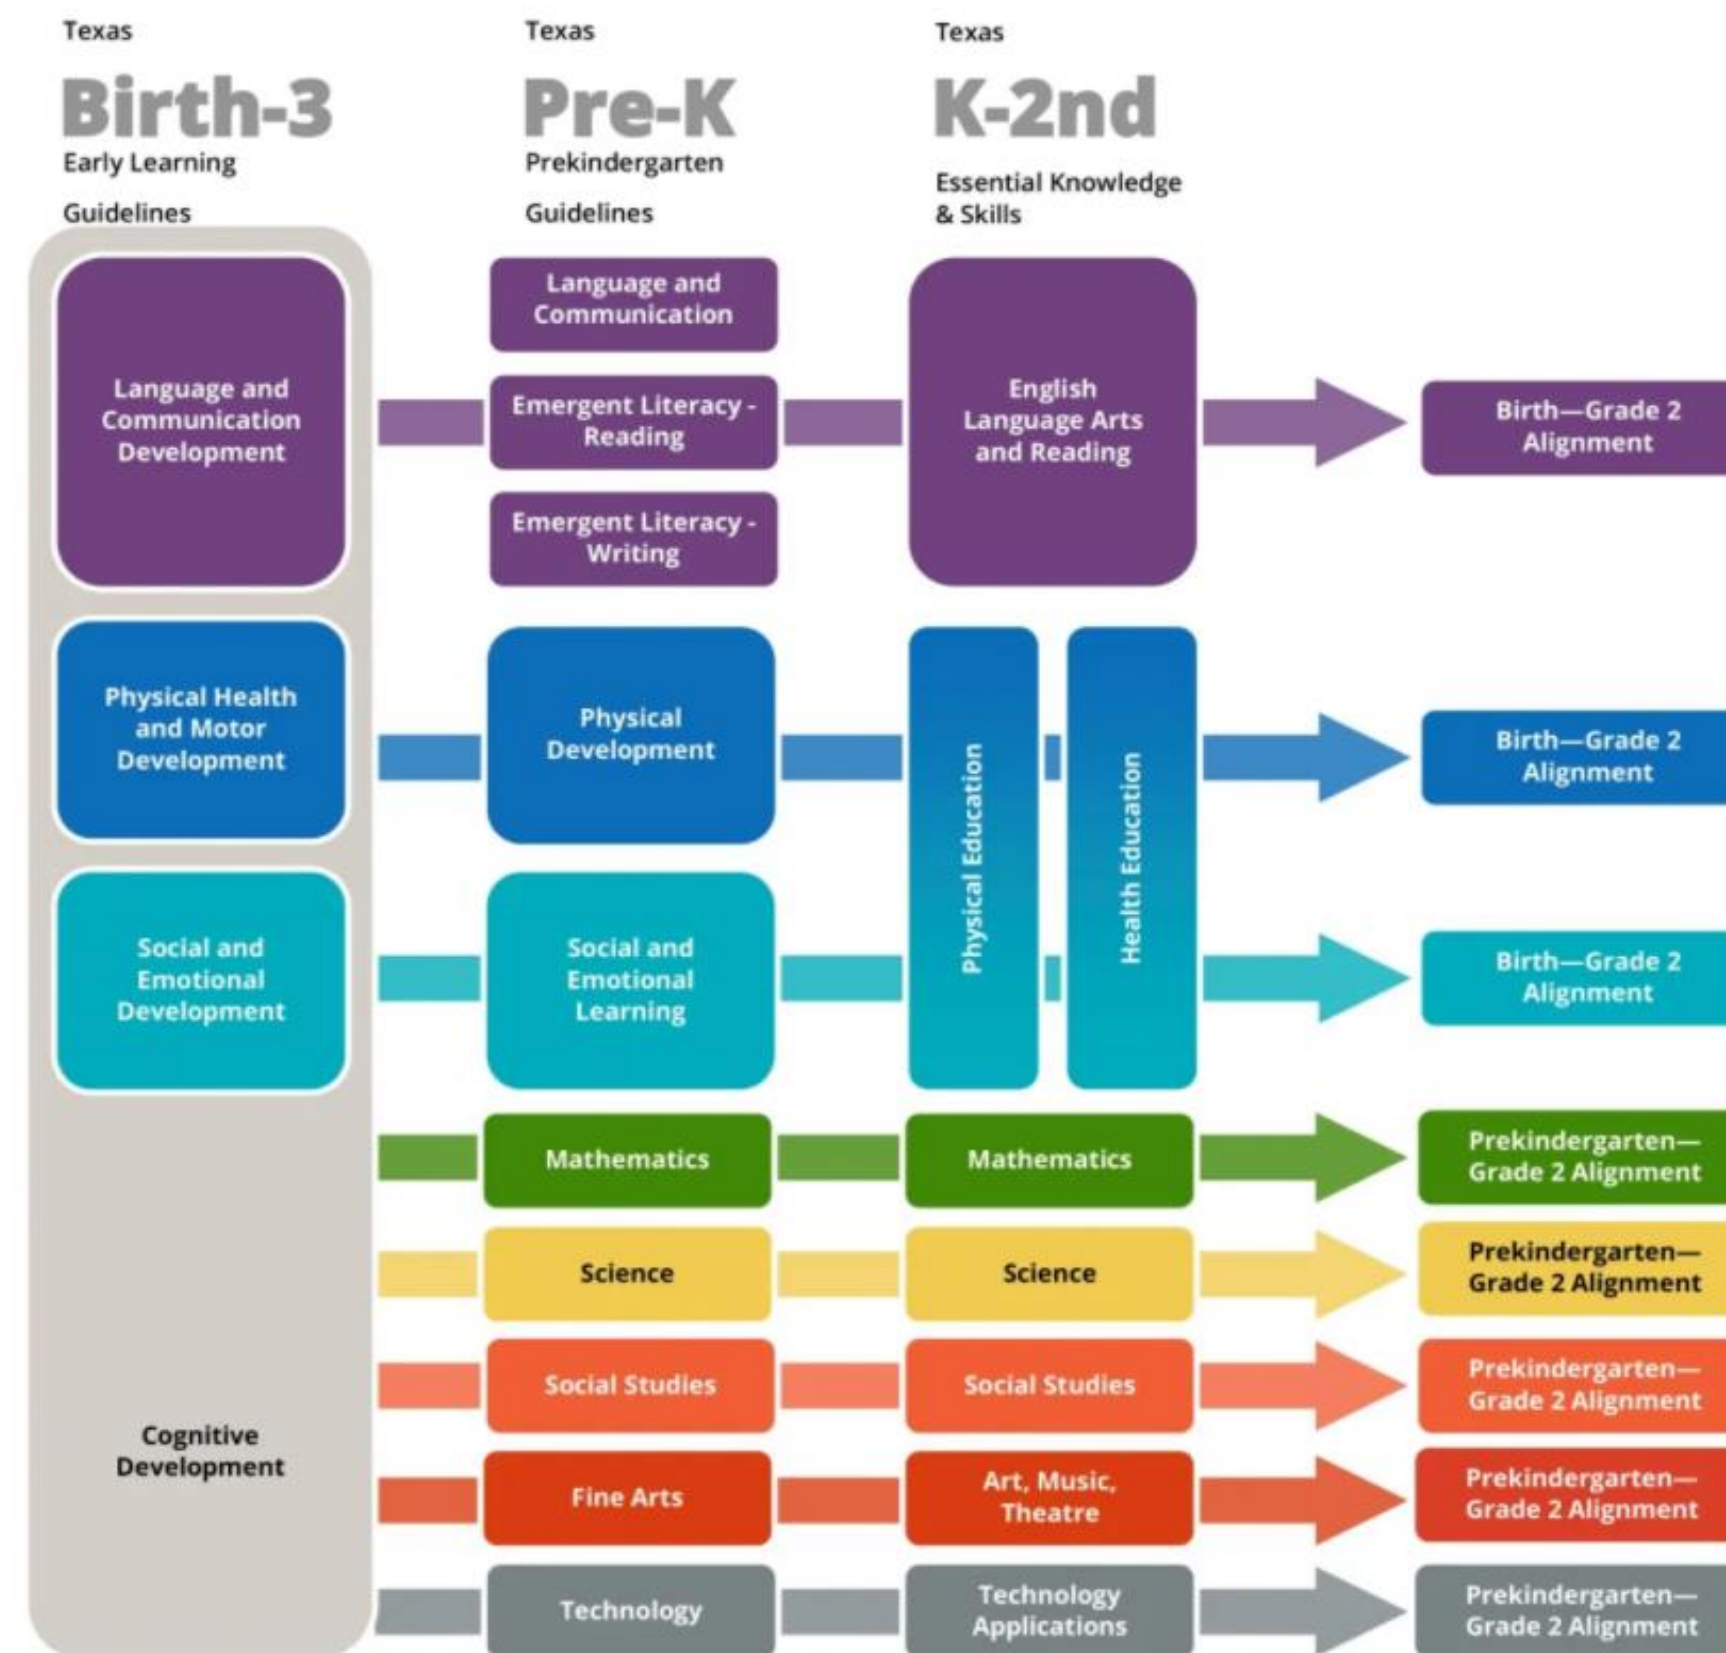 Texas
Birth-3
Early Learning
Guidelines
Texas
Pre-K
Prekindergarten
Guidelines
Texas
K-2nd
Essential Knowledge
& Skills
Language and
Communication
Development
Language and
Communication
Emergent Literacy -
Reading
Emergent Literacy -
Writing
English
Language Arts
and Reading
Birth—Grade 2
Alignment
Physical Health
and Motor
Development
Physical
Development
Physical Education
Health Education
Birth—Grade 2
Alignment
Social and
Emotional
Development
Social and
Emotional
Learning
Birth—Grade 2
Alignment
Cognitive
Development
Mathematics
Mathematics
Prekindergarten—
Grade 2 Alignment
Science
Science
Prekindergarten—
Grade 2 Alignment
Social Studies
Social Studies
Prekindergarten—
Grade 2 Alignment
Fine Arts
Art, Music,
Theatre
Prekindergarten—
Grade 2 Alignment
Technology
Technology
Applications
Prekindergarten—
Grade 2 Alignment